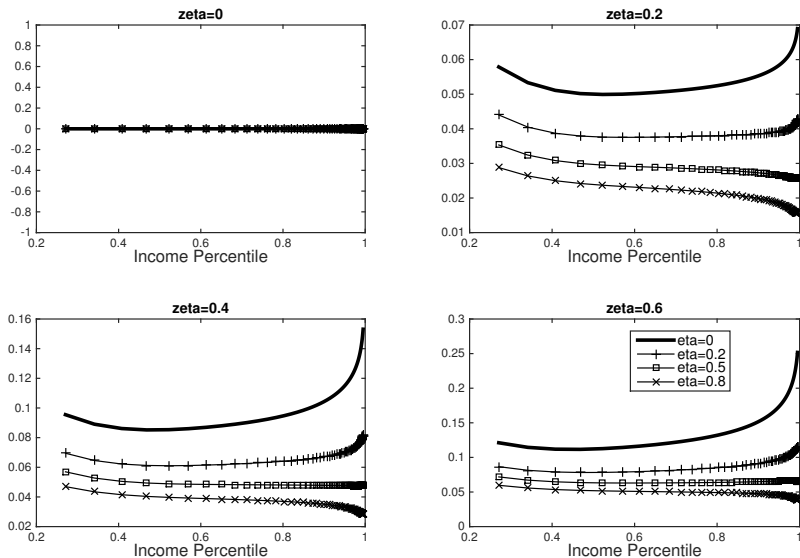 zeta=0
1
0.8
0.6
0.4
0.2
0
-0.2
-0.4
-0.6
-0.8
-1
0.2 0.4 0.6 0.8 1
Income Percentile
zeta=0.2
0.07
0.06
0.05
0.04
0.03
0.02
0.01
0.2 0.4 0.6 0.8 1
Income Percentile
zeta=0.4
0.16
0.14
0.12
0.1
0.08
0.06
0.04
0.02
0.2 0.4 0.6 0.8 1
Income Percentile
zeta=0.6
0.3
0.25
0.2
0.15
0.1
0.05
0
0.2 0.4 0.6 0.8 1
Income Percentile
eta=0
eta=0.2
eta=0.5
eta=0.8